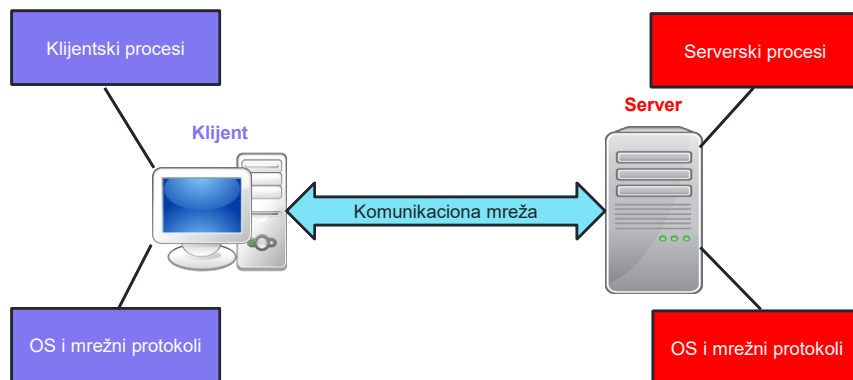 Klijentski procesi
Serverski procesi
Server
Klijent
Komunikaciona mreža
OS i mrežni protokoli
OS i mrežni protokoli